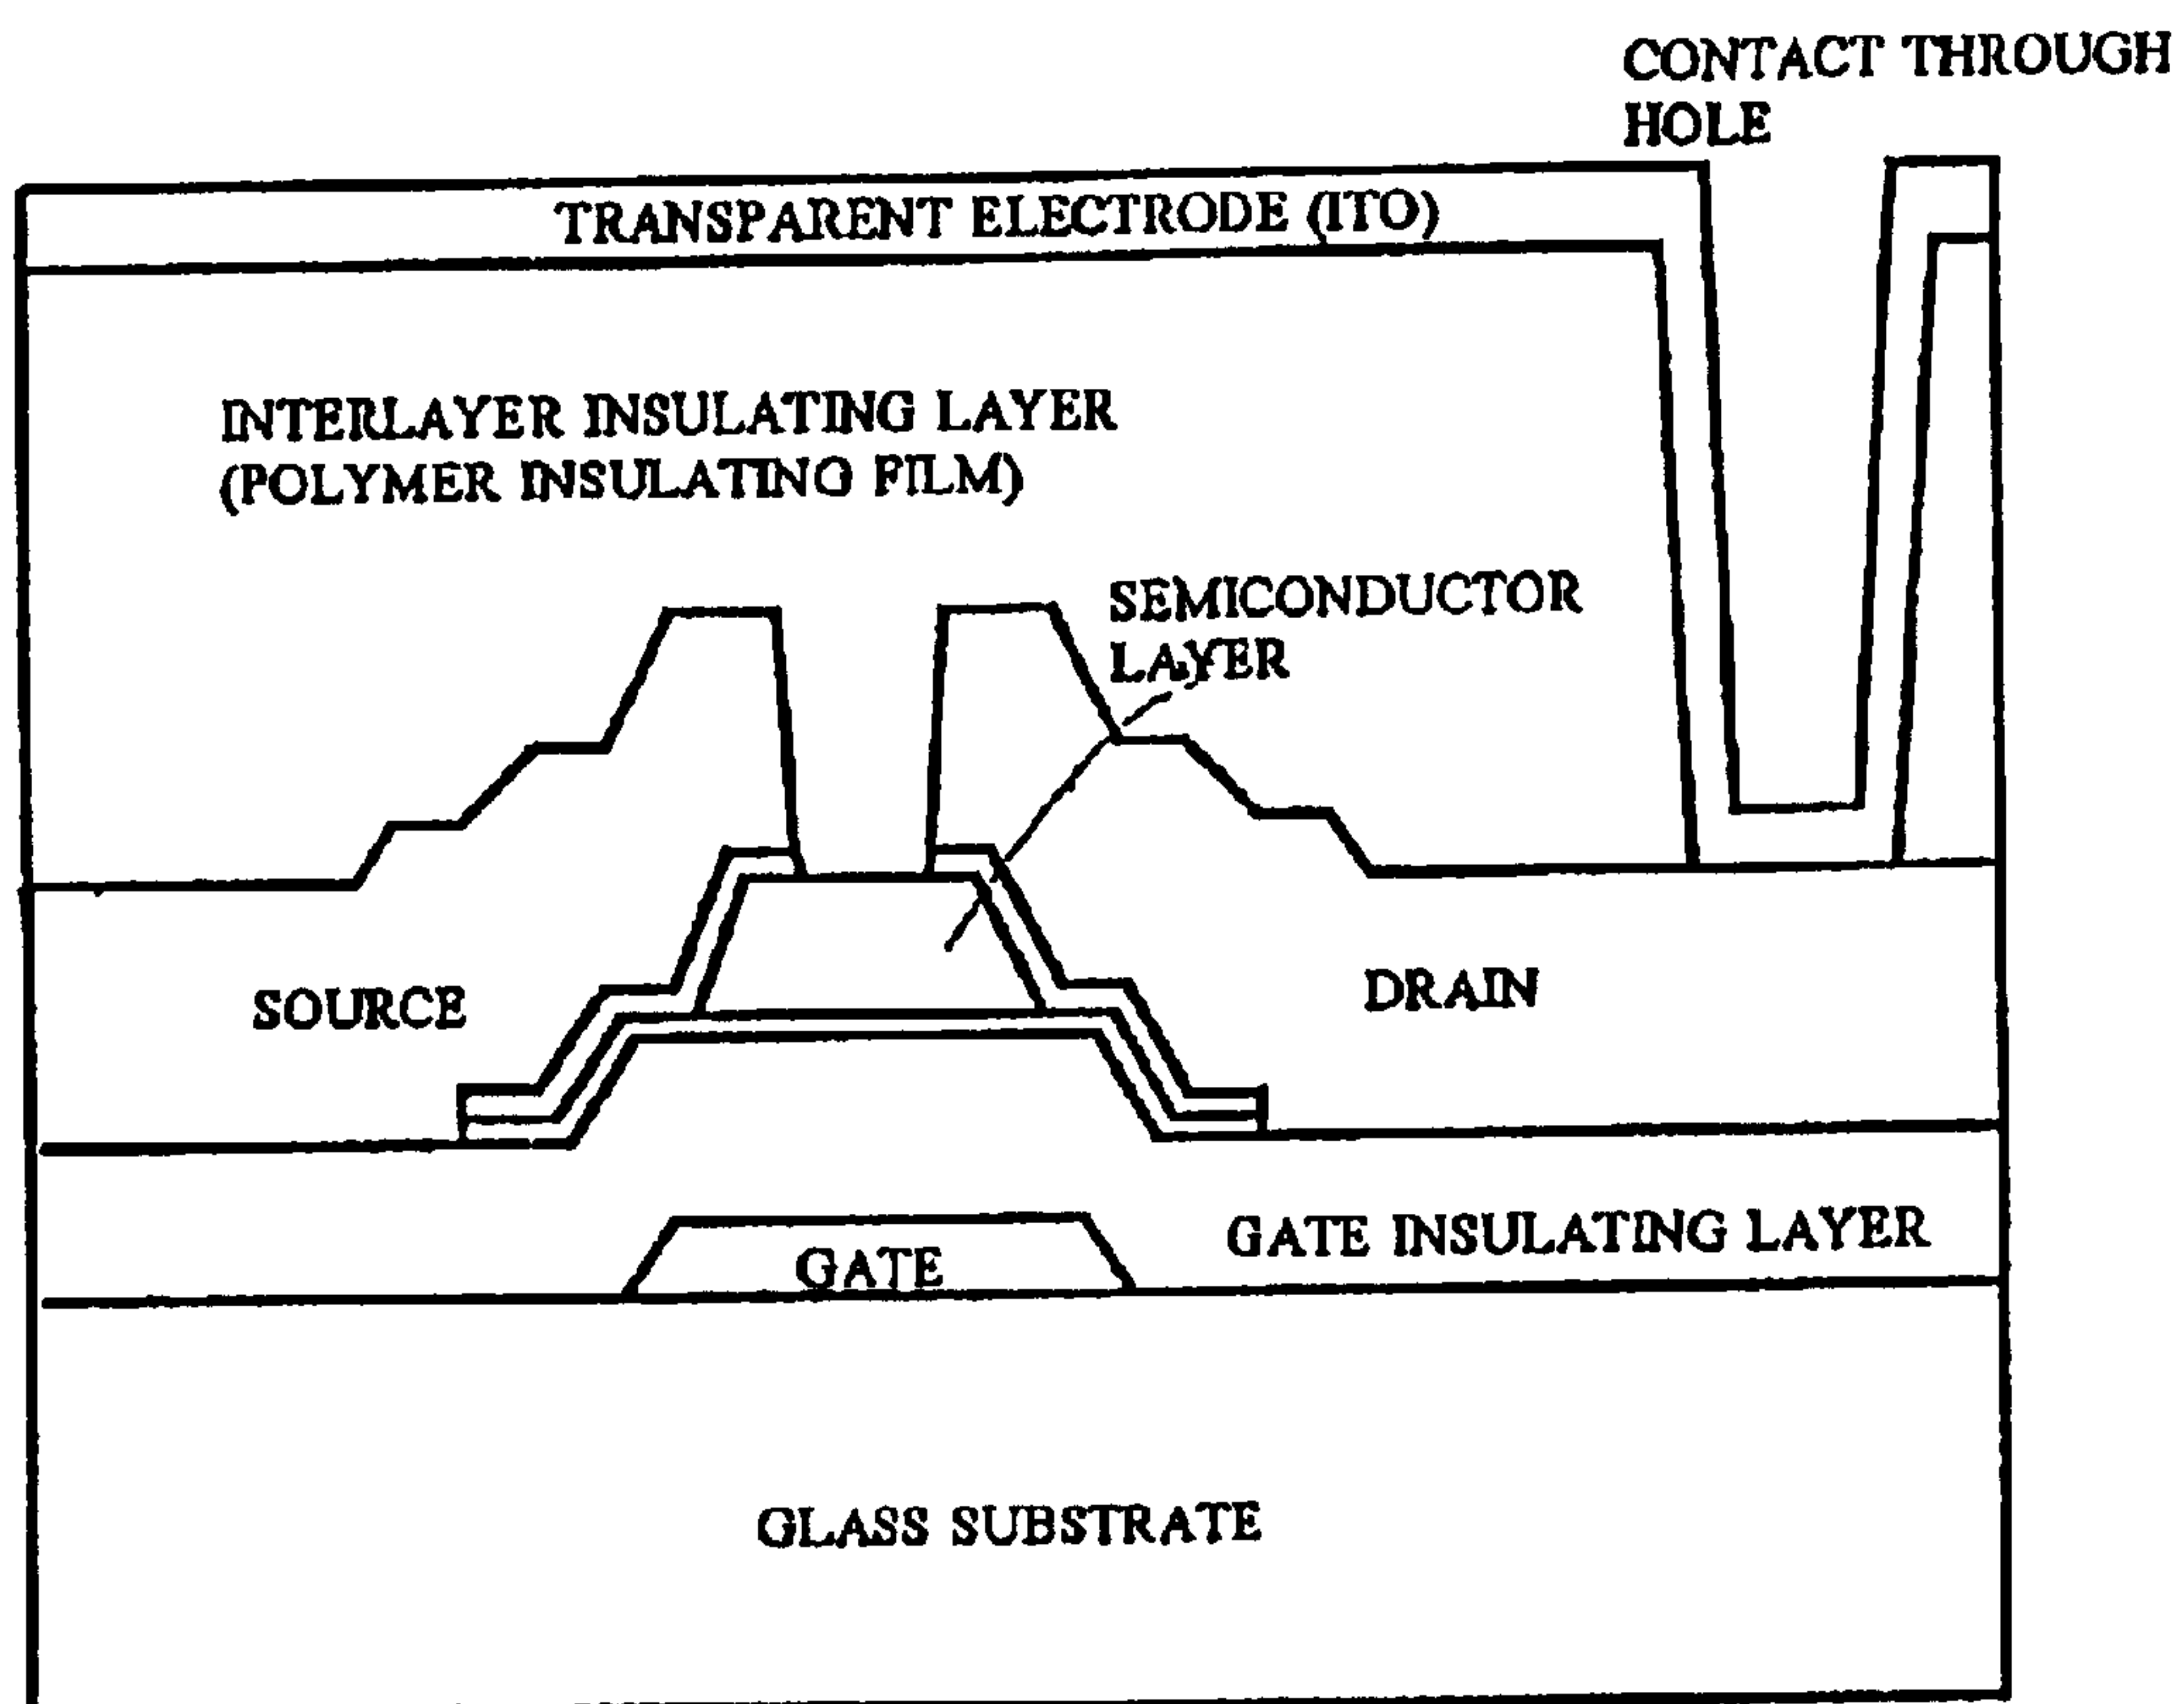 CONTACT THROUGH
HOLE
TRANSPARENT ELECTRODE (ITO)
INTERLAYER INSULATING LAYER
(POLYMER INSULATING FILM)
SEMICONDUCTOR
LAYER
SOURCE
DRAIN
GATE INSULATING LAYER
GATE
GLASS SUBSTRATE